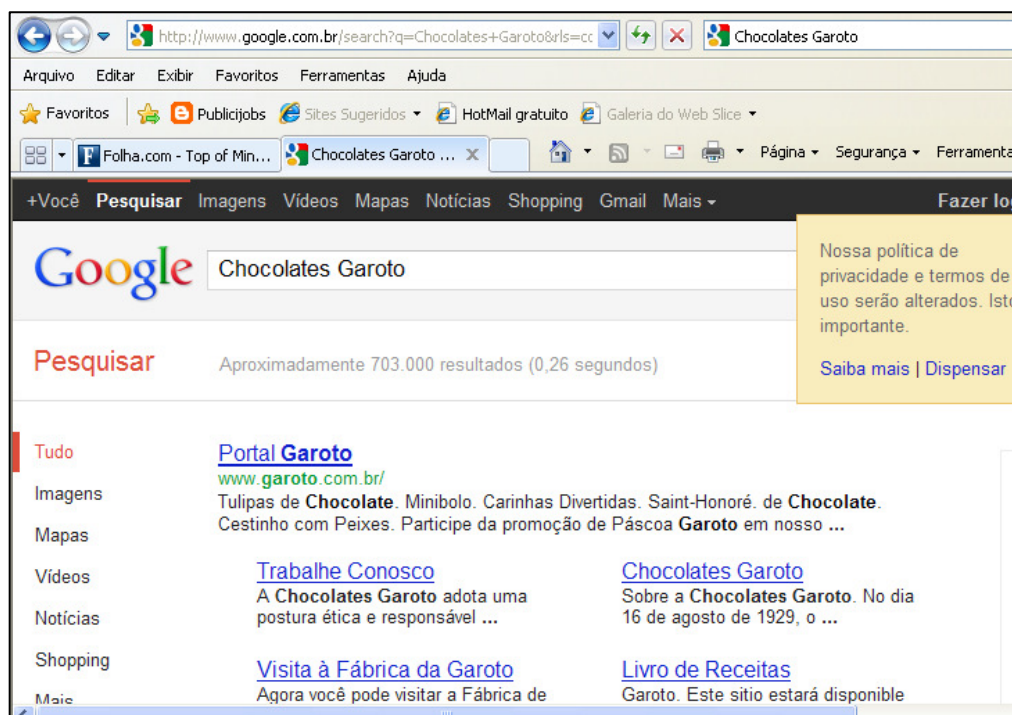 http://www.google.com.br/search?q=Chocolates+Garoto&rls=cc
Chocolates Garoto
Arquivo Editar Exibir Favoritos Ferramentas Ajuda
Favoritos Publicijobs Sites Sugeridos HotMail gratuito Galeria do Web Slice
Folha.com - Top of Min... Chocolates Garoto ... Página Segurança Ferramenta
+Você Pesquisar Imagens Vídeos Mapas Notícias Shopping Gmail Mais Fazer log
Google Chocolates Garoto
Nossa política de
privacidade e termos de
uso serão alterados. Isto
importante.
Saiba mais | Dispensar
Pesquisar Aproximadamente 703.000 resultados (0,26 segundos)
Tudo
Imagens
Mapas
Vídeos
Notícias
Shopping
Mais
Portal Garoto
www.garoto.com.br/
Tulipas de Chocolate. Minibolo. Carinhas Divertidas. Saint-Honoré. de Chocolate.
Cestinho com Peixes. Participe da promoção de Páscoa Garoto em nosso ...
Trabalhe Conosco
A Chocolates Garoto adota uma
postura ética e responsável ...
Chocolates Garoto
Sobre a Chocolates Garoto. No dia
16 de agosto de 1929, o ...
Visita à Fábrica da Garoto
Agora você pode visitar a Fábrica de
Livro de Receitas
Garoto. Este sitio estará disponible